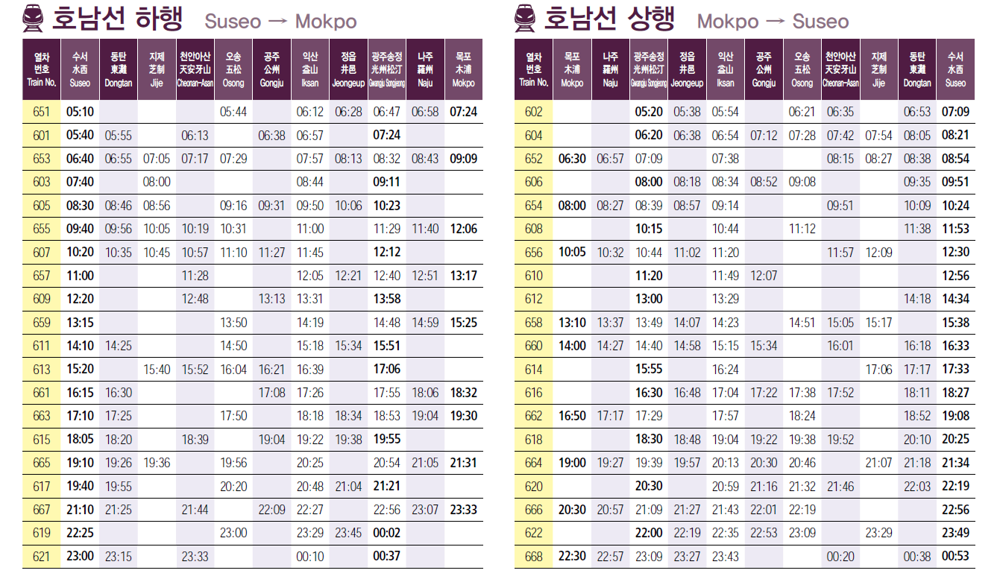 호남선 하행 Suseo → Mokpo
열차 번호 Train No. 수서 水西 Suseo 동탄 東灘 Dongtan 지제 芝制 Jije 천안아산 天安牙山 Cheonan-Asan 오송 五松 Osong 공주 公州 Gongju 익산 益山 Iksan 정읍 井邑 Jeongeup 광주송정 光州松汀 Gwangju Songjeong 나주 羅州 Naju 목포 木浦 Mokpo
651 05:10 05:44 06:12 06:28 06:47 06:58 07:24
601 05:40 05:55 06:13 06:38 06:57 07:24
653 06:40 06:55 07:05 07:17 07:29 07:57 08:13 08:32 08:43 09:09
603 07:40 08:00 08:44 09:11
605 08:30 08:46 08:56 09:16 09:31 09:50 10:06 10:23
655 09:40 09:56 10:05 10:19 10:31 11:00 11:29 11:40 12:06
607 10:20 10:35 10:45 10:57 11:10 11:27 11:45 12:12
657 11:00 11:28 12:05 12:21 12:40 12:51 13:17
609 12:20 12:48 13:13 13:31 13:58
659 13:15 13:50 14:19 14:48 14:59 15:25
611 14:10 14:25 14:50 15:18 15:34 15:51
613 15:20 15:40 15:52 16:04 16:21 16:39 17:06
661 16:15 16:30 17:08 17:26 17:55 18:06 18:32
663 17:10 17:25 17:50 18:18 18:34 18:53 19:04 19:30
615 18:05 18:20 18:39 19:04 19:22 19:38 19:55
665 19:10 19:26 19:36 19:56 20:25 20:54 21:05 21:31
617 19:40 19:55 20:20 20:48 21:04 21:21
667 21:10 21:25 21:44 22:09 22:27 22:56 23:07 23:33
619 22:25 23:00 23:29 23:45 00:02
621 23:00 23:15 23:33 00:10 00:37
호남선 상행 Mokpo → Suseo
열차 번호 Train No. 목포 木浦 Mokpo 나주 羅州 Naju 광주송정 光州松汀 Gwangju Songjeong 정읍 井邑 Jeongeup 익산 益山 Iksan 공주 公州 Gongju 오송 五松 Osong 천안아산 天安牙山 Cheonan-Asan 지제 芝制 Jije 동탄 東灘 Dongtan 수서 水西 Suseo
602 05:20 05:38 05:54 06:21 06:35 06:53 07:09
604 06:20 06:38 06:54 07:12 07:28 07:42 07:54 08:05 08:21
652 06:30 06:57 07:09 07:38 08:15 08:27 08:38 08:54
606 08:00 08:18 08:34 08:52 09:08 09:35 09:51
654 08:00 08:27 08:39 08:57 09:14 09:51 10:09 10:24
608 10:15 10:44 11:12 11:38 11:53
656 10:05 10:32 10:44 11:02 11:20 11:57 12:09 12:30
610 11:20 11:49 12:07 12:56
612 13:00 13:29 14:18 14:34
658 13:10 13:37 13:49 14:07 14:23 14:51 15:05 15:17 15:38
660 14:00 14:27 14:40 14:58 15:15 15:34 16:01 16:18 16:33
614 15:55 16:24 17:06 17:17 17:33
616 16:30 16:48 17:04 17:22 17:38 17:52 18:11 18:27
662 16:50 17:17 17:29 17:57 18:24 18:52 19:08
618 18:30 18:48 19:04 19:22 19:38 19:52 20:10 20:25
664 19:00 19:27 19:39 19:57 20:13 20:30 20:46 21:07 21:18 21:34
620 20:30 20:59 21:16 21:32 21:46 22:03 22:19
666 20:30 20:57 21:09 21:27 21:43 22:01 22:19 22:56
622 22:00 22:19 22:35 22:53 23:09 23:29 23:49
668 22:30 22:57 23:09 23:27 23:43 00:20 00:38 00:53